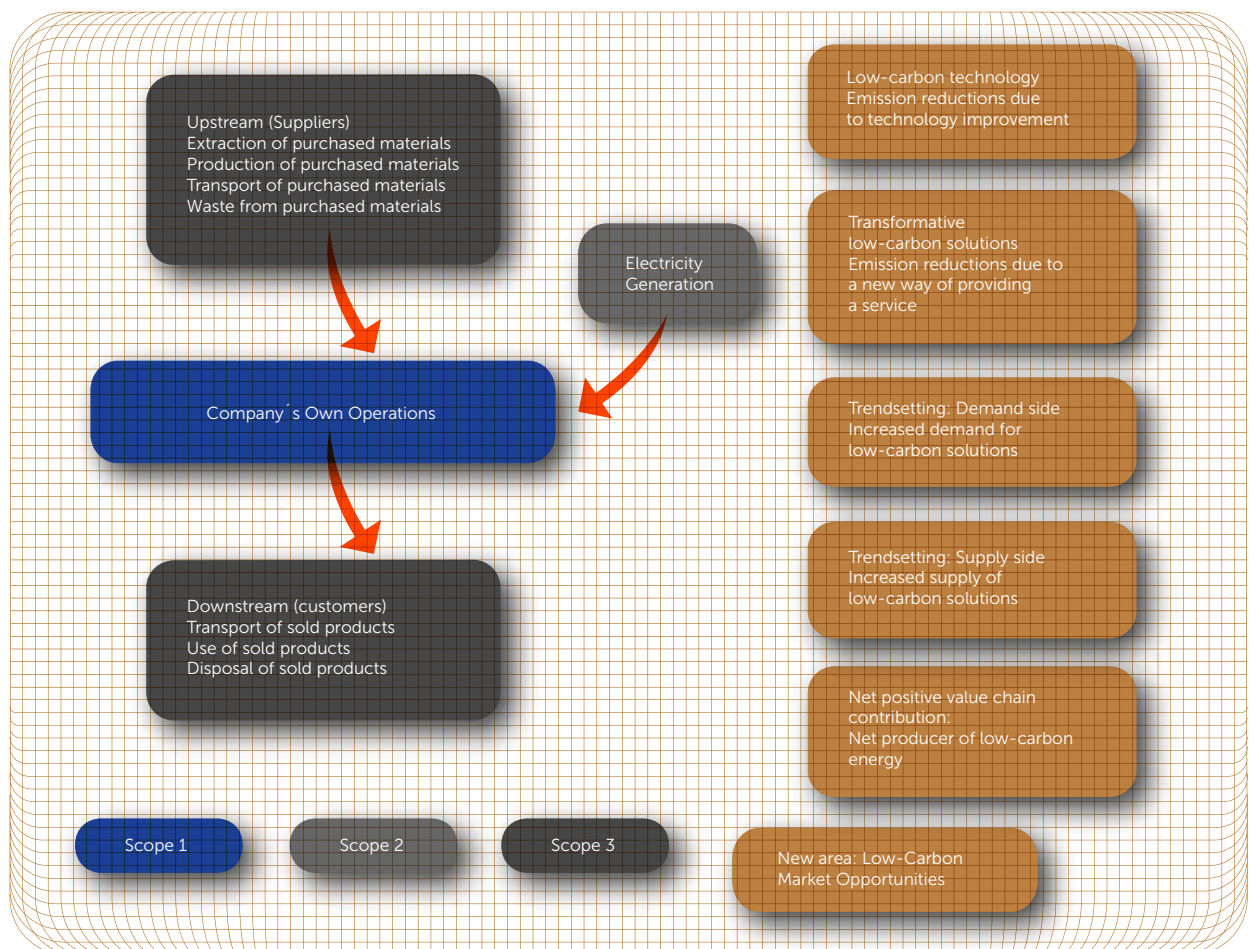 Upstream (Suppliers)
Extraction of purchased materials
Production of purchased materials
Transport of purchased materials
Waste from purchased materials
Electricity
Generation
Company´s Own Operations
Downstream (customers)
Transport of sold products
Use of sold products
Disposal of sold products
Scope 1
Scope 2
Scope 3
Low-carbon technology
Emission reductions due
to technology improvement
Transformative
low-carbon solutions
Emission reductions due to
a new way of providing
a service
Trendsetting: Demand side
Increased demand for
low-carbon solutions
Trendsetting: Supply side
Increased supply of
low-carbon solutions
Net positive value chain
contribution:
Net producer of low-carbon
energy
New area: Low-Carbon
Market Opportunities